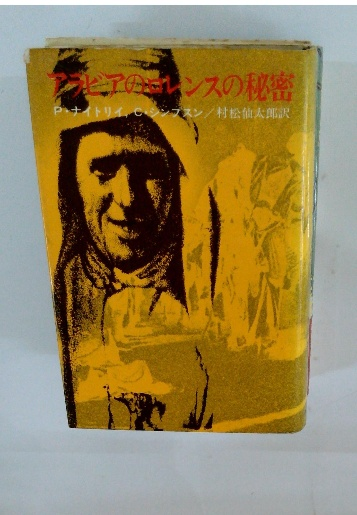 アラビアのロレンスの秘密
P・ナイトリイ, C・シンプスン／村松仙太郎訳